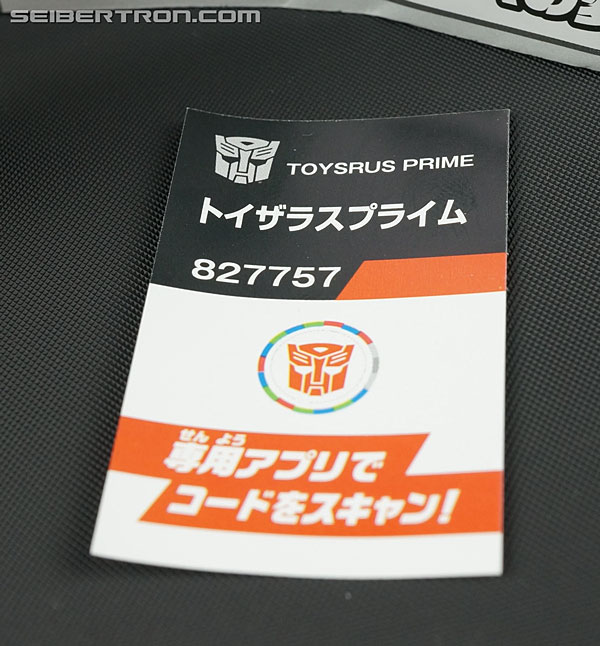 SEIBERTRON.com
TOYSRUS PRIME
トイザラスプライム
827757
せんよう
専用アプリで
コードをスキャン!